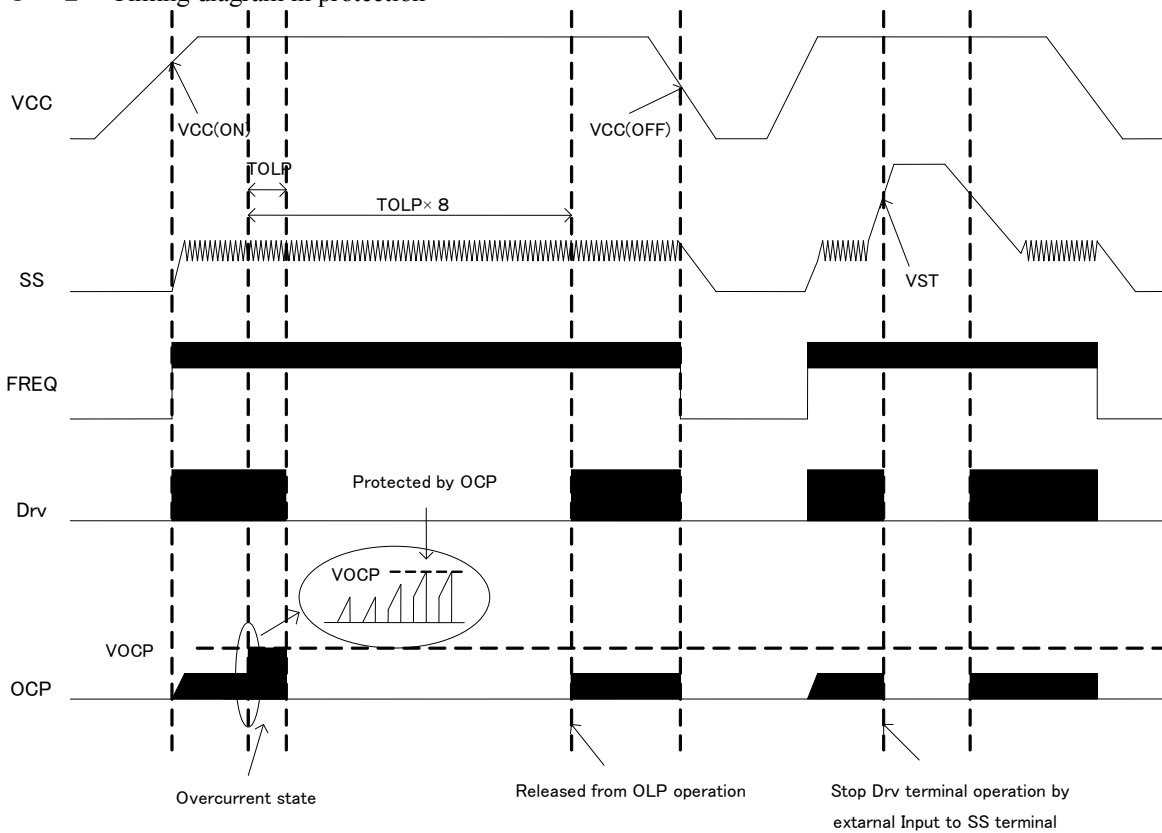 Timing diagram in protection
VCC
VCC(ON)
VCC(OFF)
TOLP
TOLP× 8
SS
VST
FREQ
Protected by OCP
Drv
VOCP
VOCP
OCP
Overcurrent state
Released from OLP operation
Stop Drv terminal operation by
extarnal Input to SS terminal